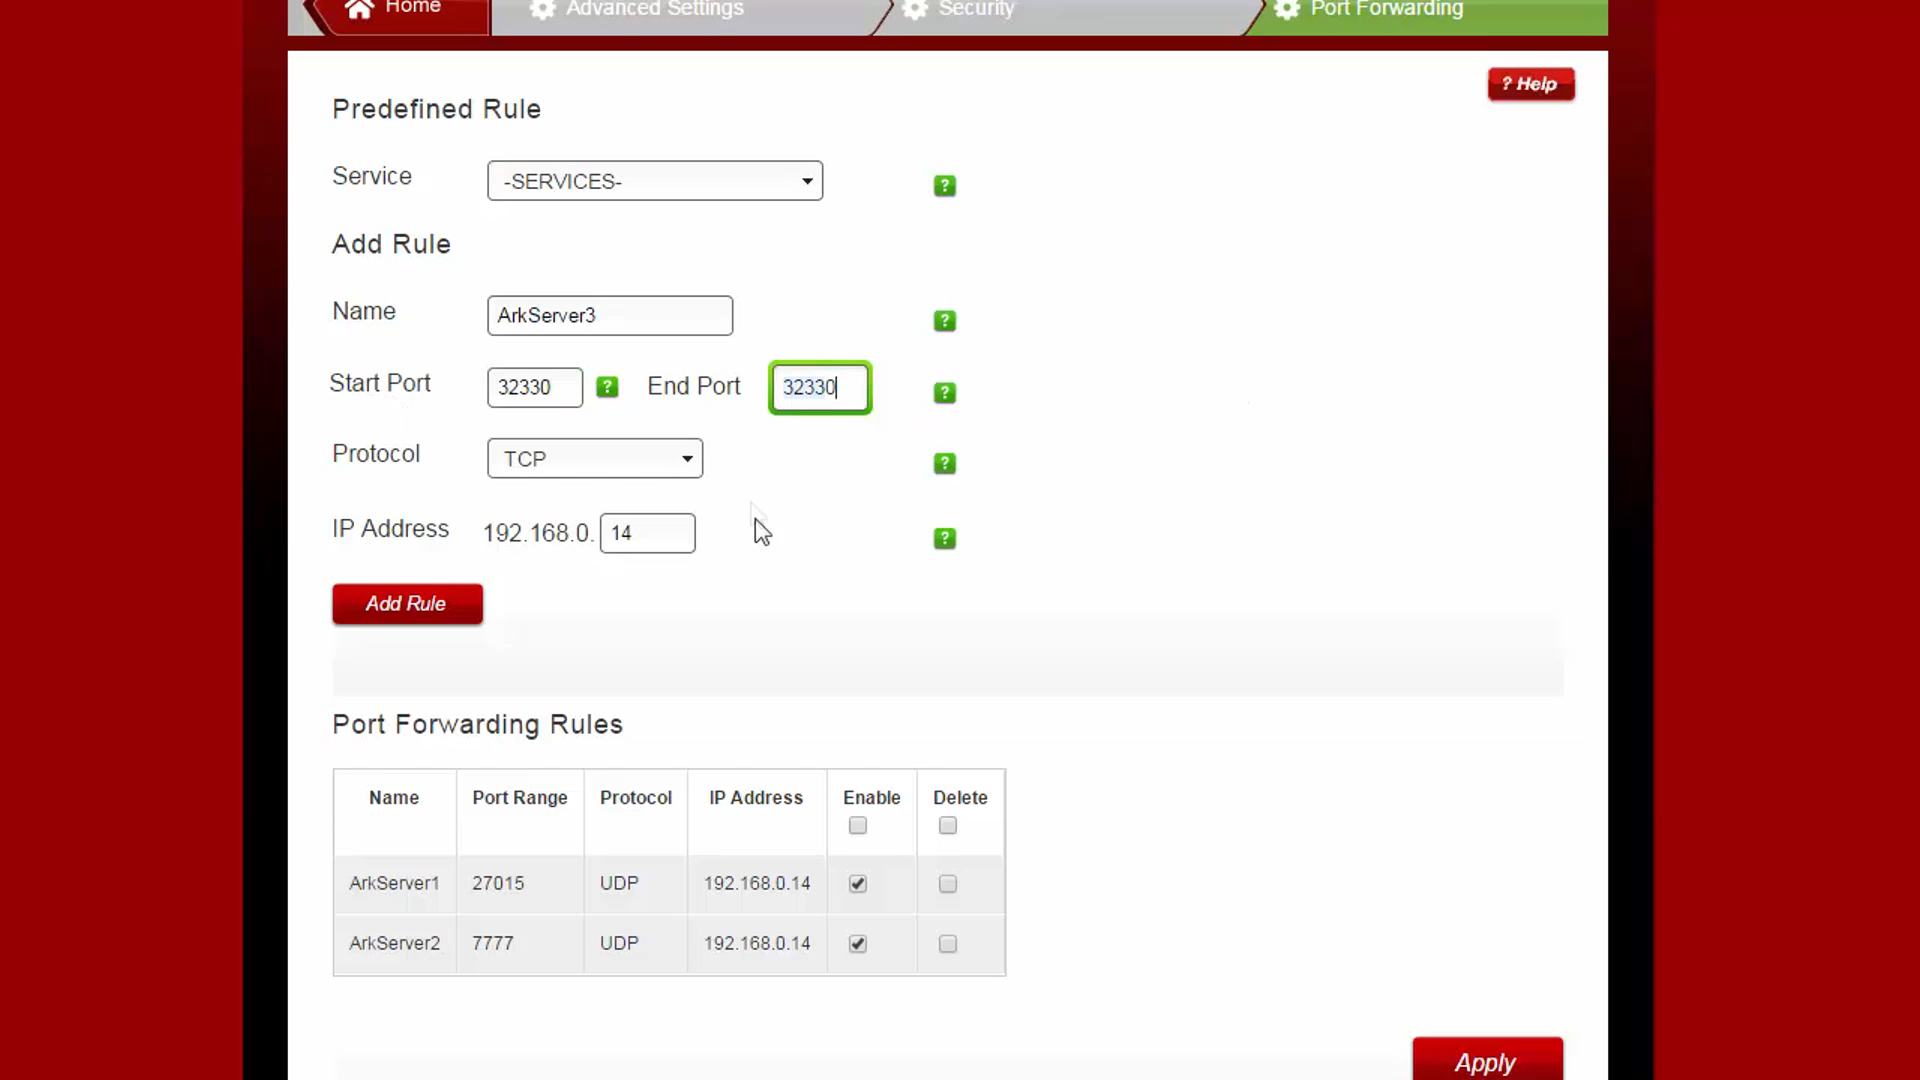 Home
Advanced Settings
Security
Port Forwarding
? Help
Predefined Rule
Service
-SERVICES-
?
Add Rule
Name
ArkServer3
?
Start Port
32330
?
End Port
32330
?
Protocol
TCP
?
IP Address
192.168.0.
14
?
Add Rule
Port Forwarding Rules
Name Port Range Protocol IP Address Enable Delete
ArkServer1 27015 UDP 192.168.0.14
ArkServer2 7777 UDP 192.168.0.14
Apply